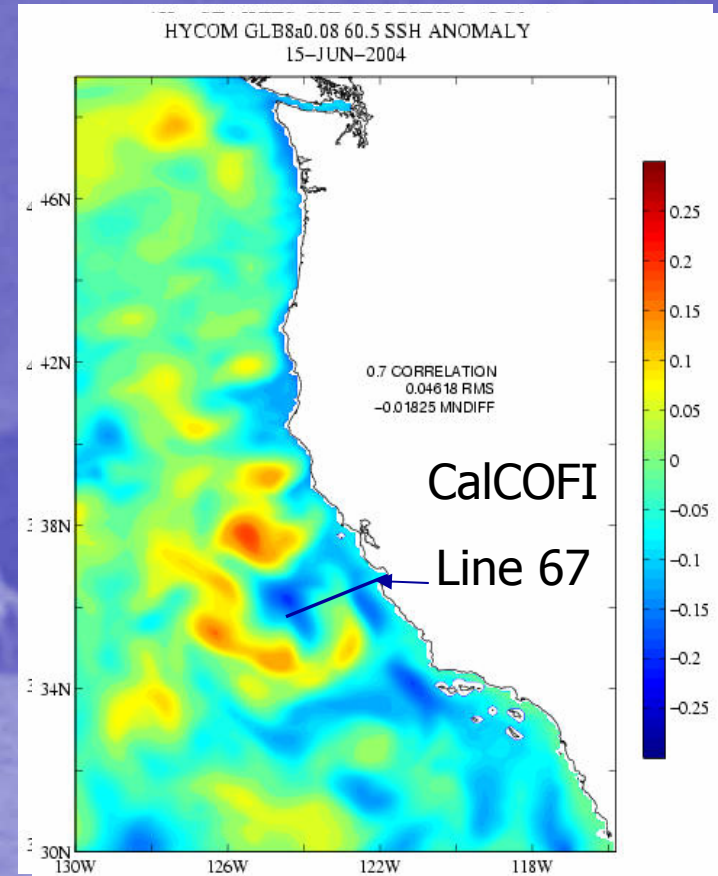 HYCOM GLB8a0.08 60.5 SSH ANOMALY
15-JUN-2004
46N
42N
38N
34N
30N
130W
126W
122W
118W
0.7 CORRELATION
0.04618 RMS
-0.01825 MNDIFF
CalCOFI
Line 67
0.25
0.2
0.15
0.1
0.05
0
-0.05
-0.1
-0.15
-0.2
-0.25